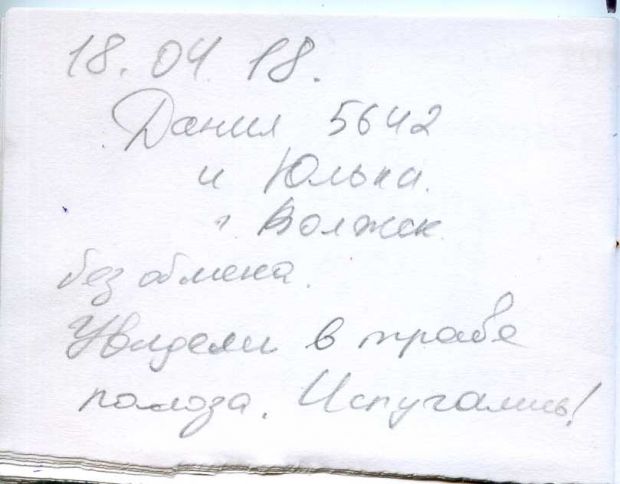 18.04.18.
Данил 5642
и Юлька.
г. Волжск
без обмена.
Увидели в траве
полоза. Испугались!